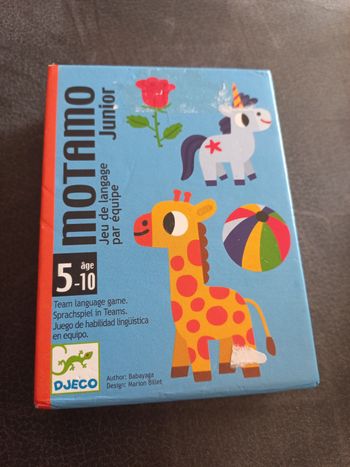 MOTAMO
Junior
Jeu de langage
par équipe
âge
5-10
Team language game.
Sprachspiel in Teams.
Juego de habilidad lingüística
en equipo.
DJECO
Author: Babayaga
Design: Marion Billet